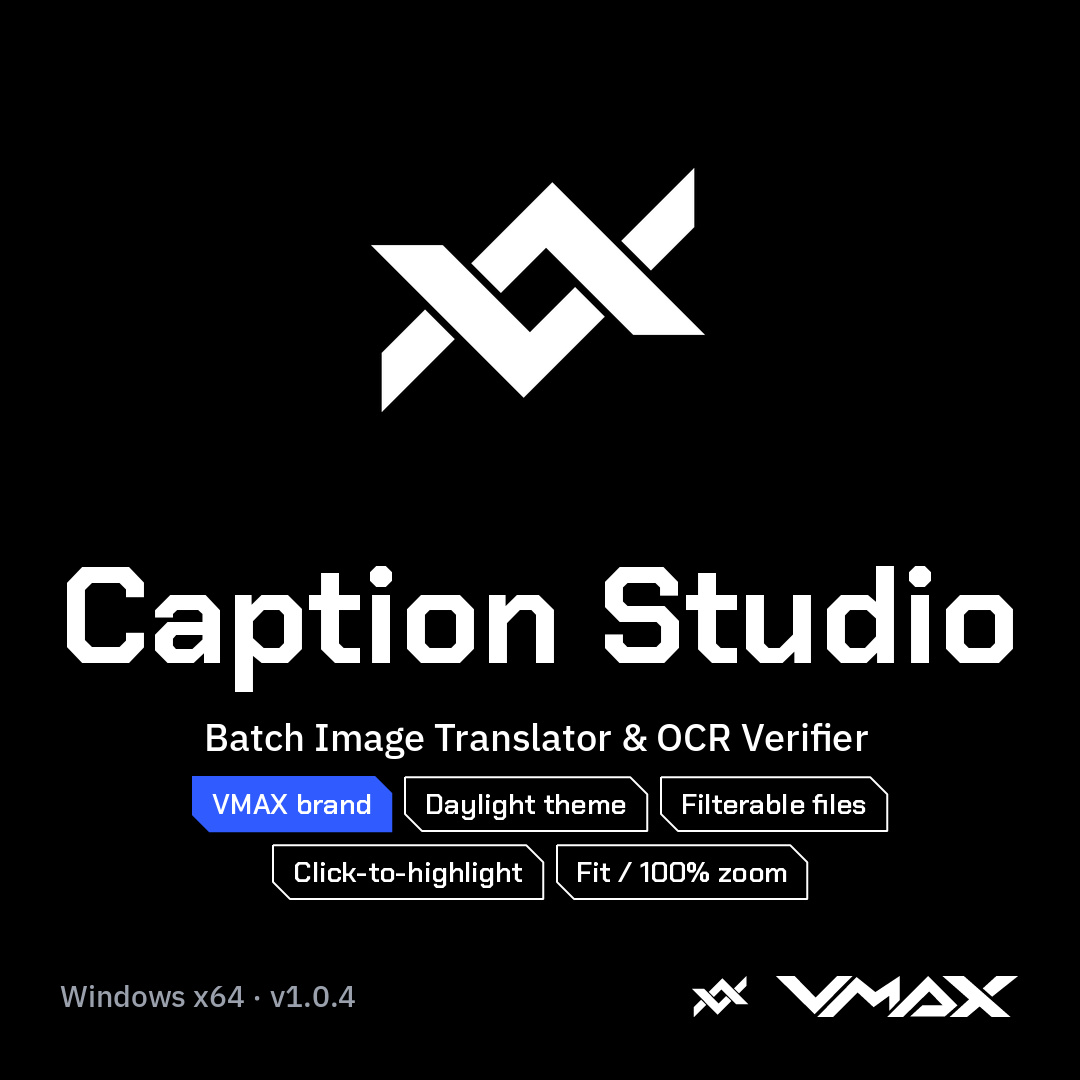 Caption Studio
Batch Image Translator & OCR Verifier
VMAX brand
Daylight theme
Filterable files
Click-to-highlight
Fit / 100% zoom
Windows x64 · v1.0.4
VMAX